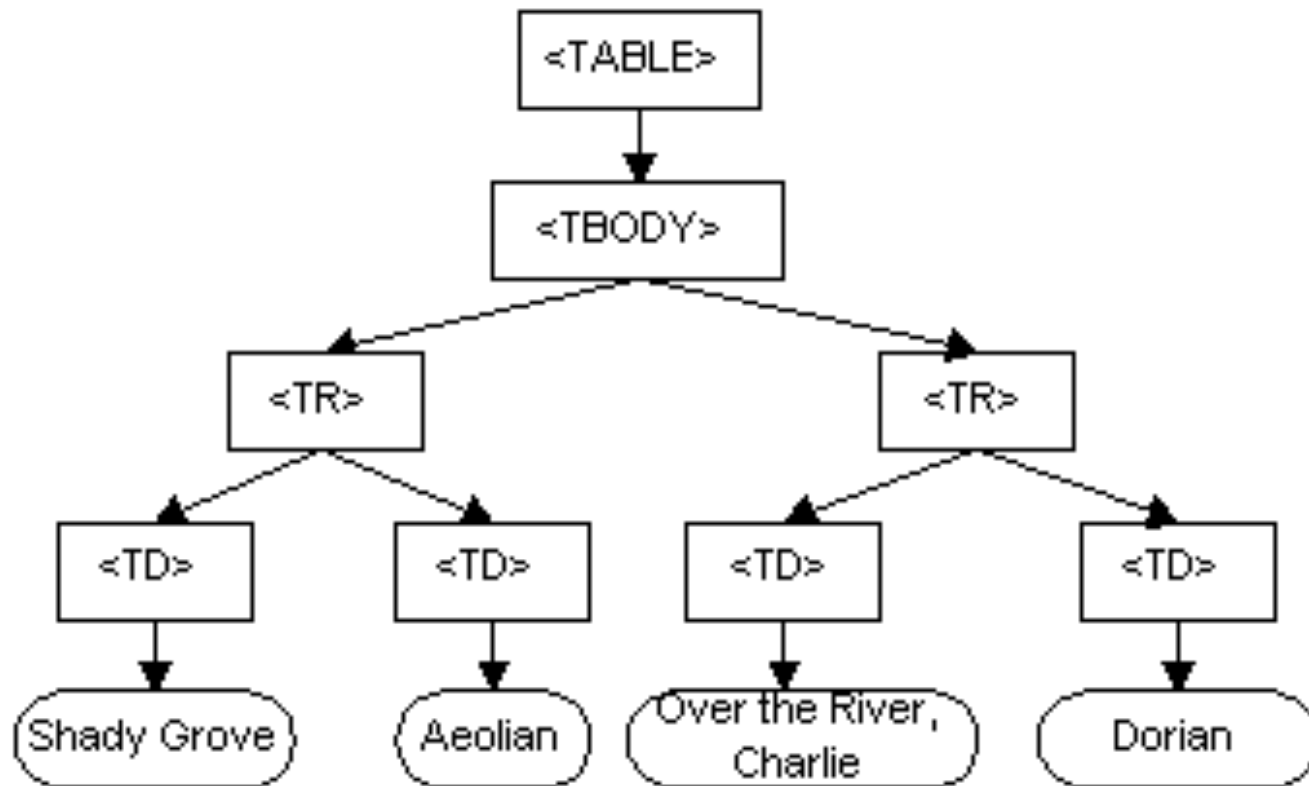 <TABLE>
<TBODY>
<TR>
<TR>
<TD>
<TD>
<TD>
<TD>
Shady Grove
Aeolian
Over the River,
Charlie
Dorian